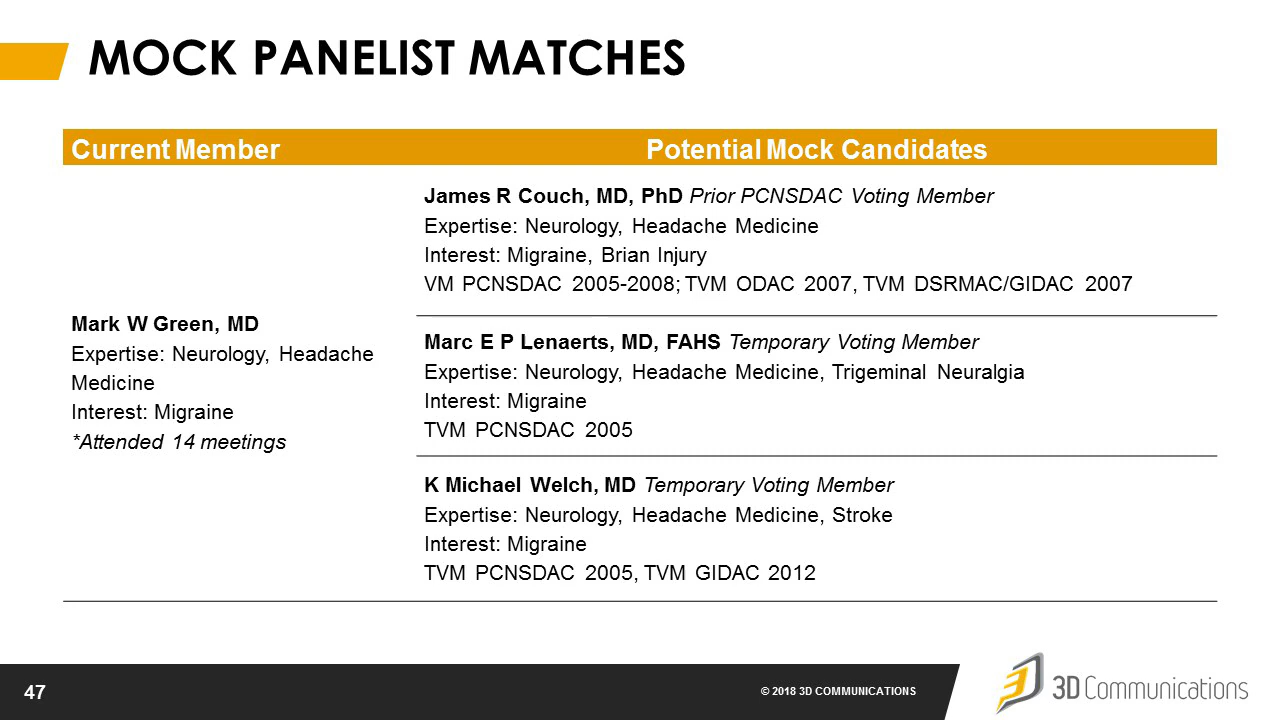 MOCK PANELIST MATCHES
Current Member
Potential Mock Candidates
Mark W Green, MD
Expertise: Neurology, Headache
Medicine
Interest: Migraine
*Attended 14 meetings
James R Couch, MD, PhD Prior PCNSDAC Voting Member
Expertise: Neurology, Headache Medicine
Interest: Migraine, Brian Injury
VM PCNSDAC 2005-2008; TVM ODAC 2007, TVM DSRMAC/GIDAC 2007
Marc E P Lenaerts, MD, FAHS Temporary Voting Member
Expertise: Neurology, Headache Medicine, Trigeminal Neuralgia
Interest: Migraine
TVM PCNSDAC 2005
K Michael Welch, MD Temporary Voting Member
Expertise: Neurology, Headache Medicine, Stroke
Interest: Migraine
TVM PCNSDAC 2005, TVM GIDAC 2012
47
© 2018 3D COMMUNICATIONS
3D Communications